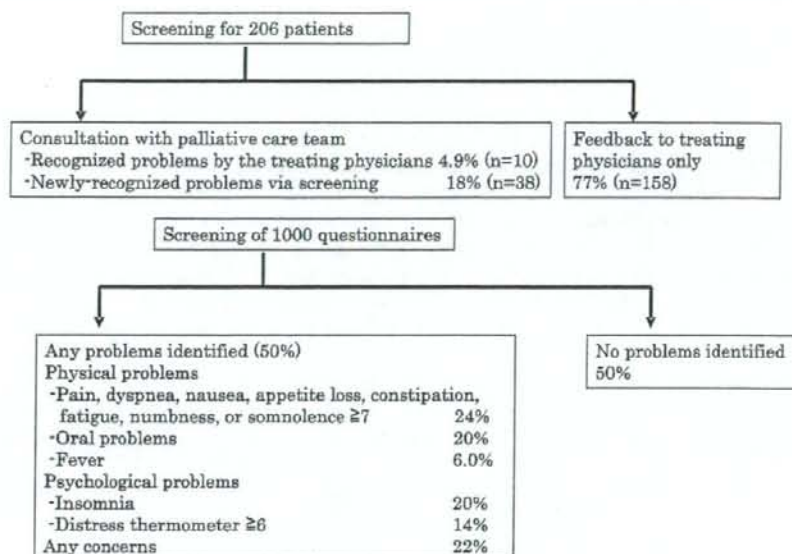 Screening for 206 patients
Consultation with palliative care team
-Recognized problems by the treating physicians 4.9% (n=10)
-Newly-recognized problems via screening 18% (n=38)
Feedback to treating
physicians only
77% (n=158)
Screening of 1000 questionnaires
Any problems identified (50%)
Physical problems
-Pain, dyspnea, nausea, appetite loss, constipation,
fatigue, numbness, or somnolence ≧7 24%
-Oral problems 20%
-Fever 6.0%
Psychological problems
-Insomnia 20%
-Distress thermometer ≧6 14%
Any concerns 22%
No problems identified
50%